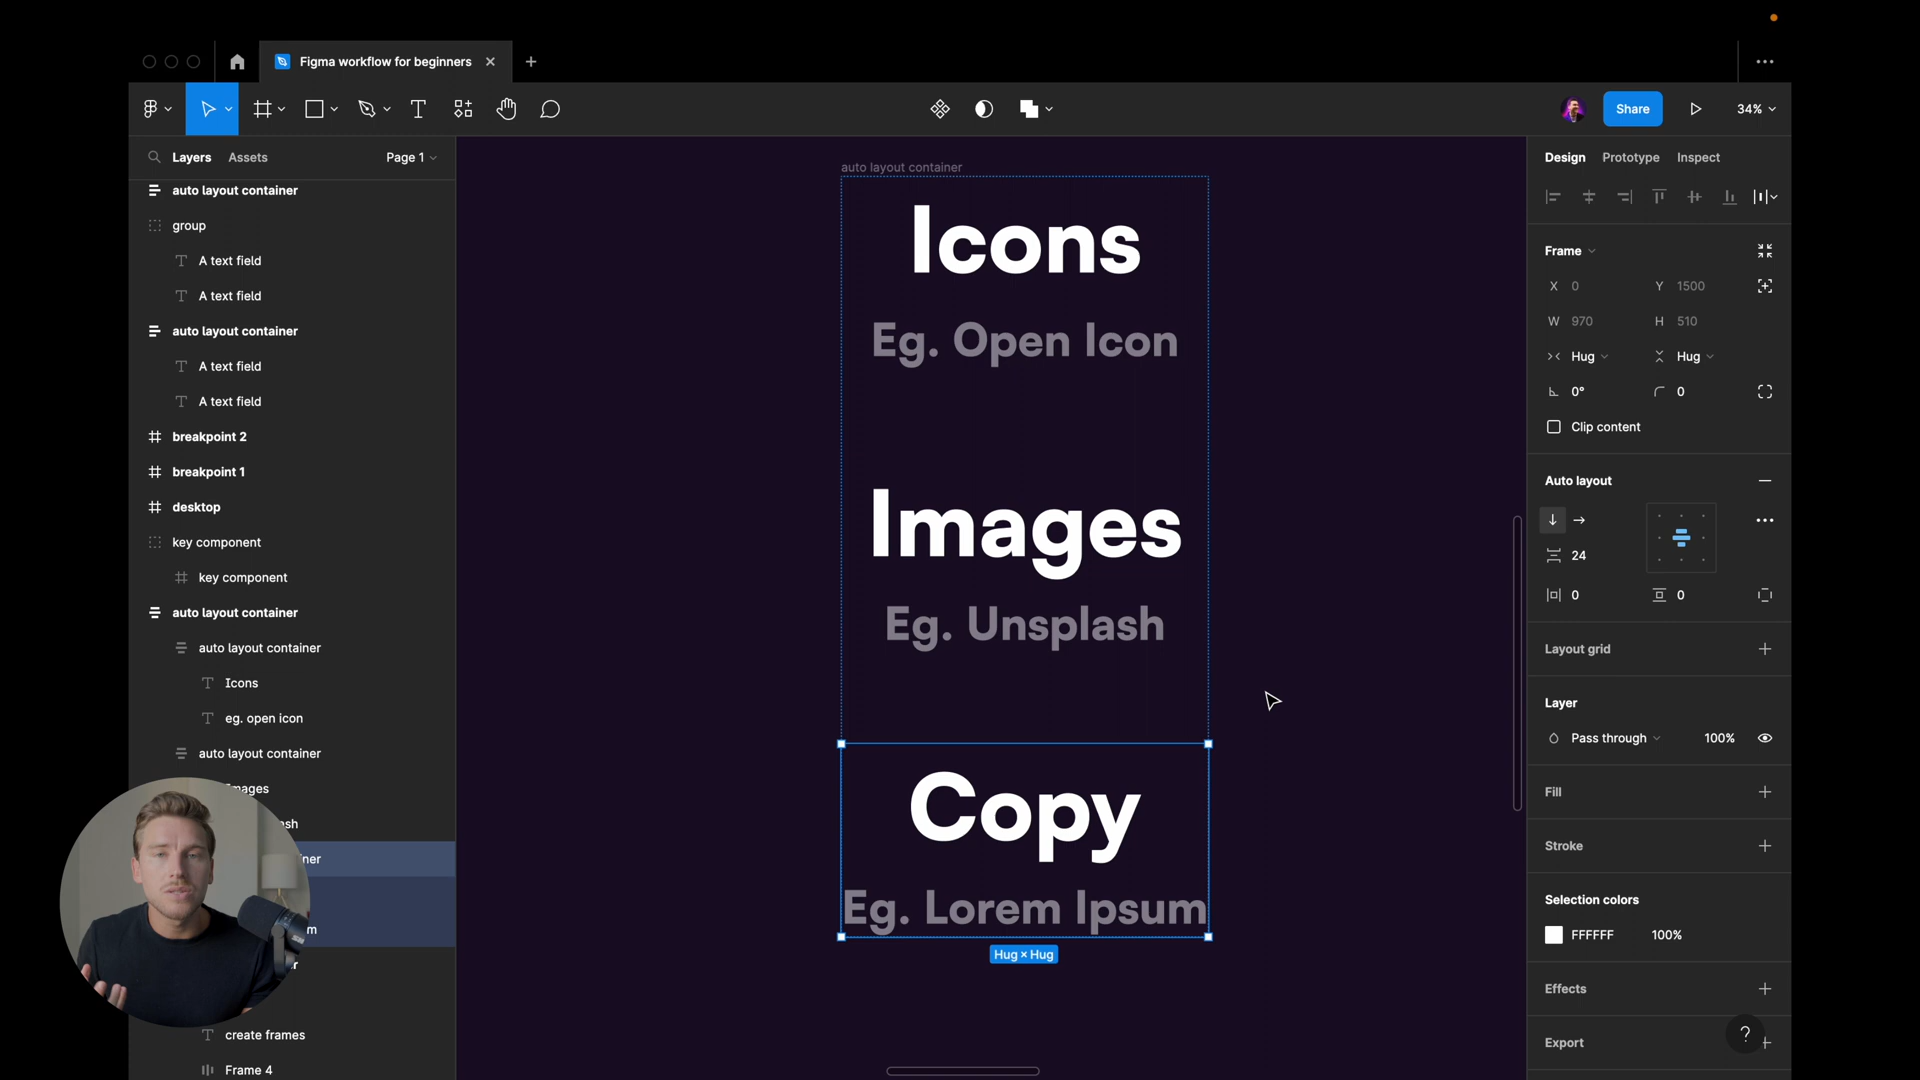 Figma workflow for beginners
Share
34%
Layers
Assets
Page 1
auto layout container
group
A text field
A text field
auto layout container
A text field
A text field
breakpoint 2
breakpoint 1
desktop
key component
key component
auto layout container
auto layout container
Icons
eg. open icon
auto layout container
create frames
Frame 4
auto layout container
Icons
Eg. Open Icon
Images
Eg. Unsplash
Copy
Eg. Lorem Ipsum
Hug × Hug
Design
Prototype
Inspect
Frame
X 0 Y 1500
W 970 H 510
Hug Hug
0° 0
Clip content
Auto layout
24
0 0
Layout grid
Layer
Pass through 100%
Fill
Stroke
Selection colors
FFFFFF 100%
Effects
Export
?